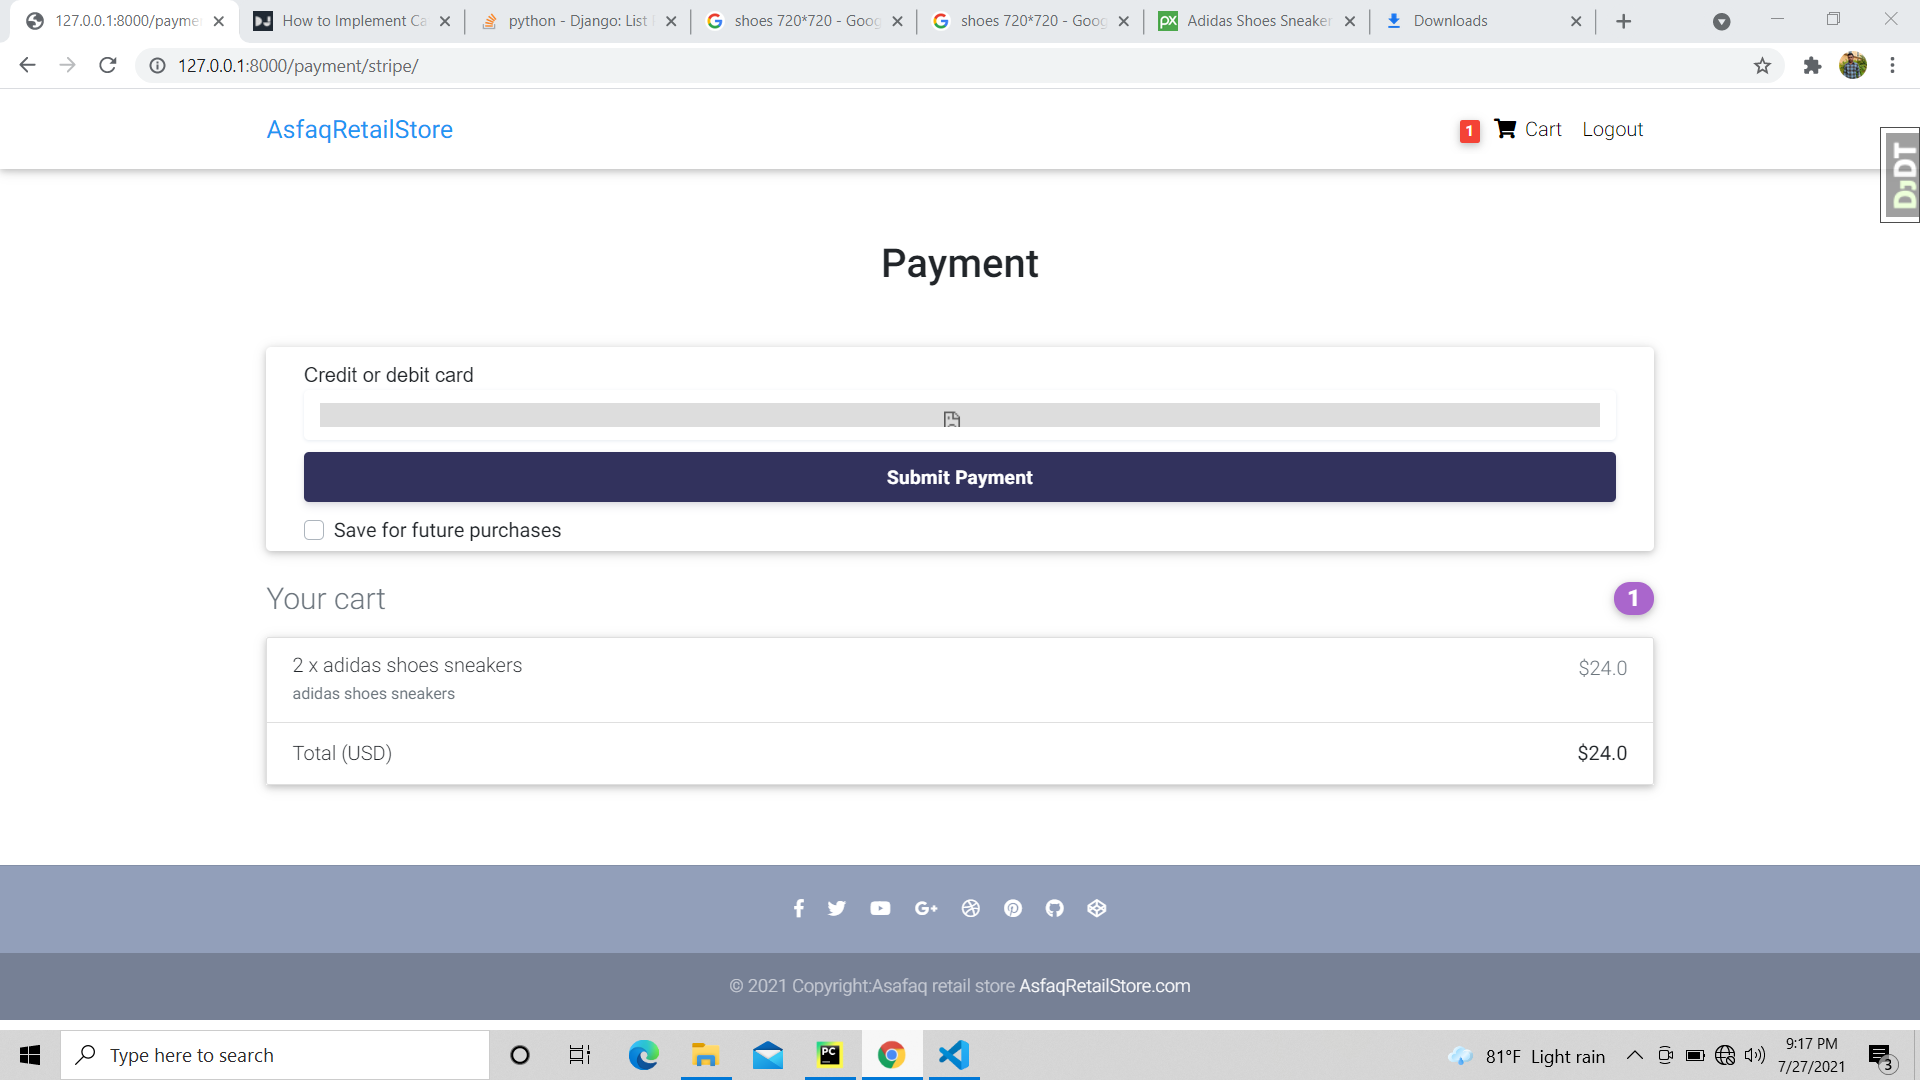 127.0.0.1:8000/payme
How to Implement Ca
python - Django: List
shoes 720*720 - Goog
shoes 720*720 - Goog
Adidas Shoes Sneaker
Downloads
127.0.0.1:8000/payment/stripe/
AsfaqRetailStore
1 Cart Logout
DjDT
Payment
Credit or debit card
Submit Payment
Save for future purchases
Your cart 1
2 x adidas shoes sneakers $24.0
adidas shoes sneakers
Total (USD) $24.0
© 2021 Copyright:Asafaq retail store AsfaqRetailStore.com
Type here to search
81°F Light rain
9:17 PM
7/27/2021
3